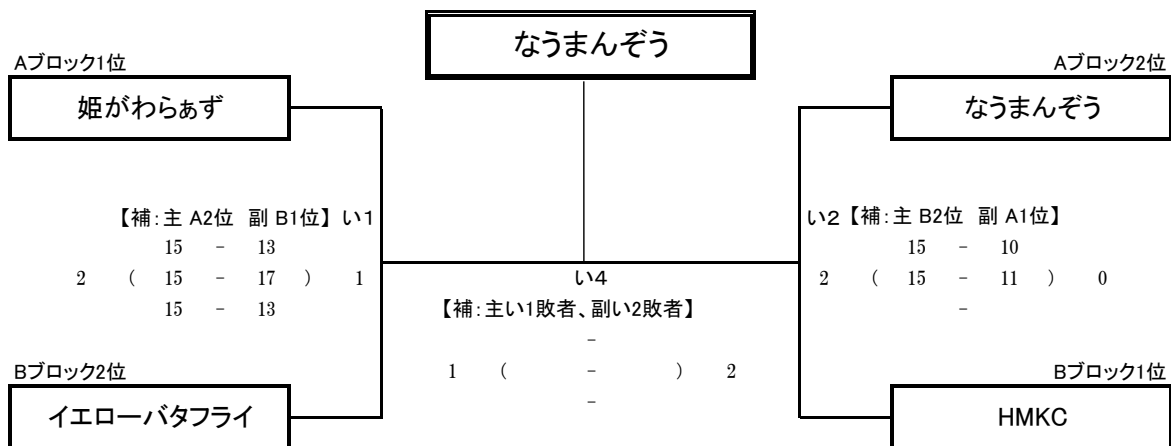 なうまんぞう
Aブロック1位
Aブロック2位
姫がわらぁず
なうまんぞう
【補：主 A2位 副 B1位】 い1
い2 【補：主 B2位 副 A1位】
15 - 13
15 - 10
2 ( 15 - 17 ) 1
い4
2 ( 15 - 11 ) 0
15 - 13
【補：主い1敗者、副い2敗者】
-
-
Bブロック2位
1 ( - ) 2
Bブロック1位
-
イエローバタフライ
HMKC